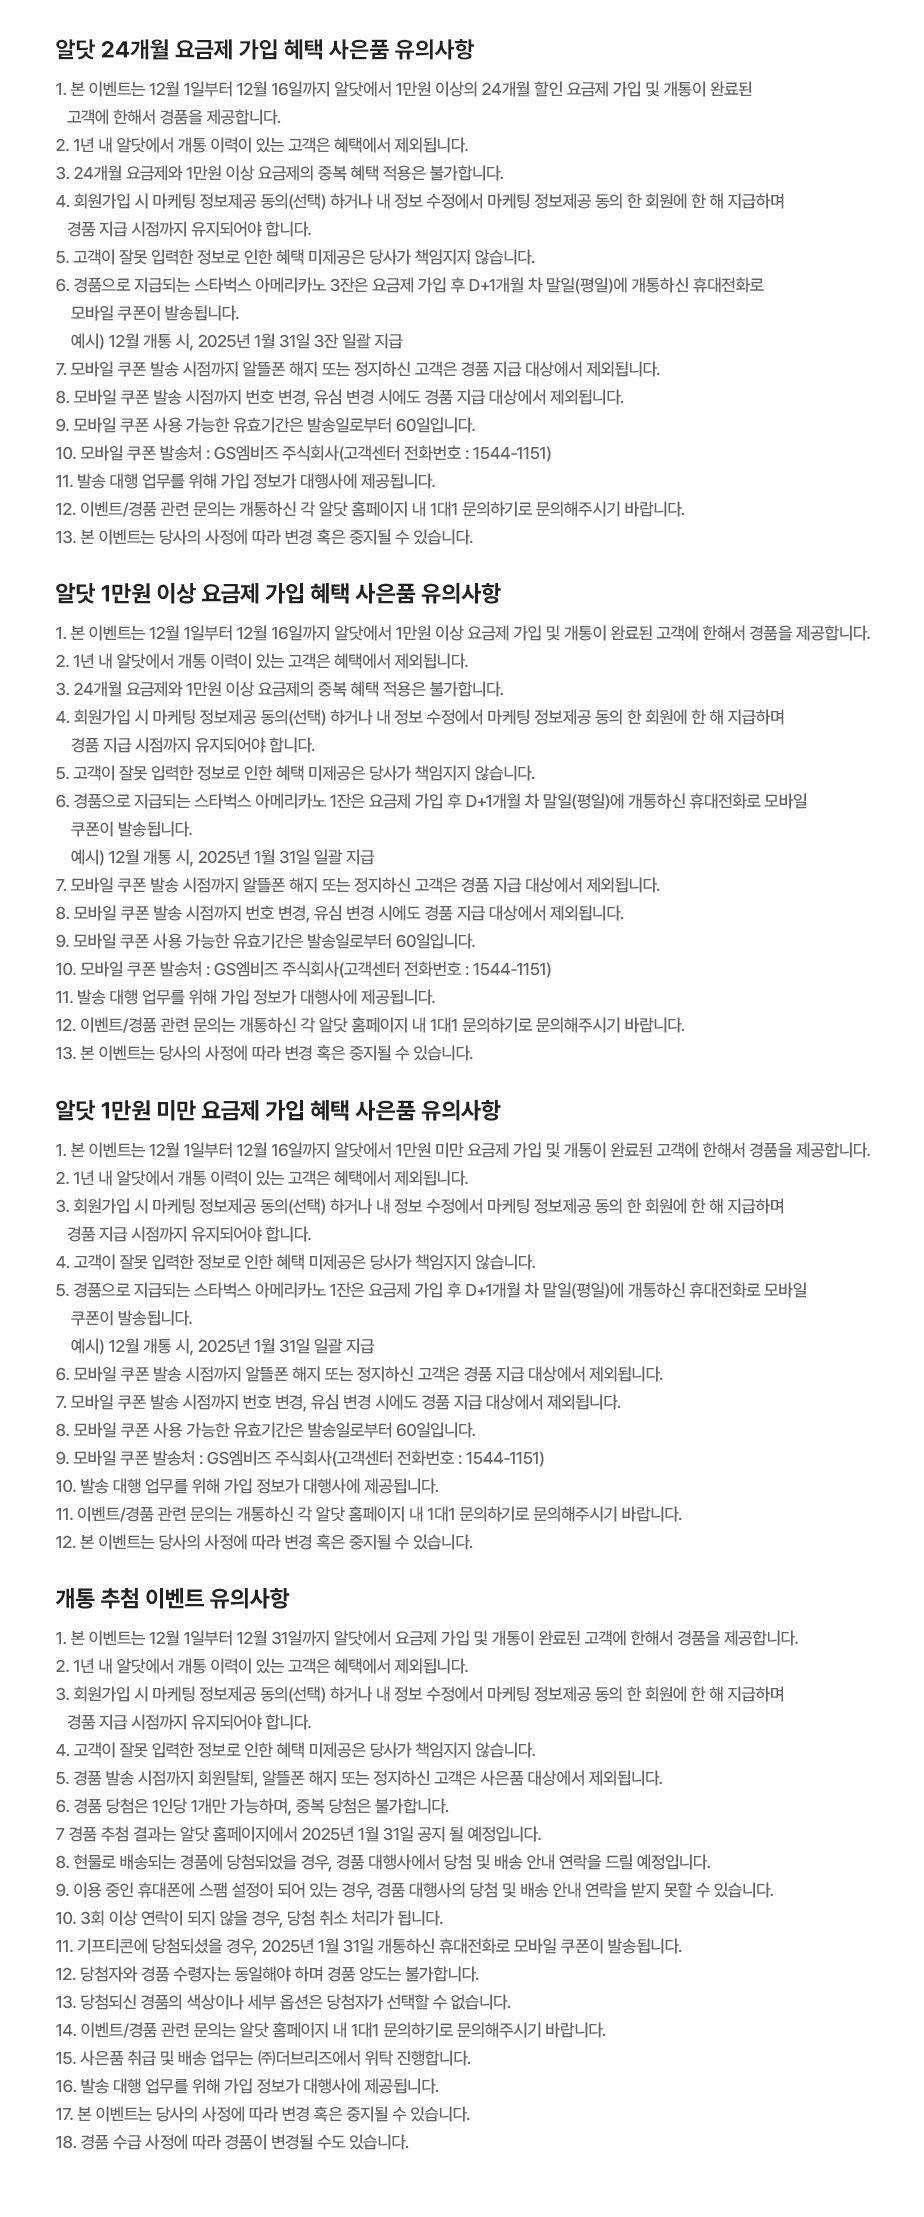 알닷 24개월 요금제 가입 혜택 사은품 유의사항
1. 본 이벤트는 12월 1일부터 12월 16일까지 알닷에서 1만원 이상의 24개월 할인 요금제 가입 및 개통이 완료된
고객에 한해서 경품을 제공합니다.
2. 1년 내 알닷에서 개통 이력이 있는 고객은 혜택에서 제외됩니다.
3. 24개월 요금제와 1만원 이상 요금제의 중복 혜택 적용은 불가합니다.
4. 회원가입 시 마케팅 정보제공 동의(선택) 하거나 내 정보 수정에서 마케팅 정보제공 동의 한 회원에 한 해 지급하며
경품 지급 시점까지 유지되어야 합니다.
5. 고객이 잘못 입력한 정보로 인한 혜택 미제공은 당사가 책임지지 않습니다.
6. 경품으로 지급되는 스타벅스 아메리카노 3잔은 요금제 가입 후 D+1개월 차 말일(평일)에 개통하신 휴대전화로
모바일 쿠폰이 발송됩니다.
예시) 12월 개통 시, 2025년 1월 31일 3잔 일괄 지급
7. 모바일 쿠폰 발송 시점까지 알뜰폰 해지 또는 정지하신 고객은 경품 지급 대상에서 제외됩니다.
8. 모바일 쿠폰 발송 시점까지 번호 변경, 유심 변경 시에도 경품 지급 대상에서 제외됩니다.
9. 모바일 쿠폰 사용 가능한 유효기간은 발송일로부터 60일입니다.
10. 모바일 쿠폰 발송처 : GS엠비즈 주식회사(고객센터 전화번호 : 1544-1151)
11. 발송 대행 업무를 위해 가입 정보가 대행사에 제공됩니다.
12. 이벤트/경품 관련 문의는 개통하신 각 알닷 홈페이지 내 1대1 문의하기로 문의해주시기 바랍니다.
13. 본 이벤트는 당사의 사정에 따라 변경 혹은 중지될 수 있습니다.
알닷 1만원 이상 요금제 가입 혜택 사은품 유의사항
1. 본 이벤트는 12월 1일부터 12월 16일까지 알닷에서 1만원 이상 요금제 가입 및 개통이 완료된 고객에 한해서 경품을 제공합니다.
2. 1년 내 알닷에서 개통 이력이 있는 고객은 혜택에서 제외됩니다.
3. 24개월 요금제와 1만원 이상 요금제의 중복 혜택 적용은 불가합니다.
4. 회원가입 시 마케팅 정보제공 동의(선택) 하거나 내 정보 수정에서 마케팅 정보제공 동의 한 회원에 한 해 지급하며
경품 지급 시점까지 유지되어야 합니다.
5. 고객이 잘못 입력한 정보로 인한 혜택 미제공은 당사가 책임지지 않습니다.
6. 경품으로 지급되는 스타벅스 아메리카노 1잔은 요금제 가입 후 D+1개월 차 말일(평일)에 개통하신 휴대전화로 모바일
쿠폰이 발송됩니다.
예시) 12월 개통 시, 2025년 1월 31일 일괄 지급
7. 모바일 쿠폰 발송 시점까지 알뜰폰 해지 또는 정지하신 고객은 경품 지급 대상에서 제외됩니다.
8. 모바일 쿠폰 발송 시점까지 번호 변경, 유심 변경 시에도 경품 지급 대상에서 제외됩니다.
9. 모바일 쿠폰 사용 가능한 유효기간은 발송일로부터 60일입니다.
10. 모바일 쿠폰 발송처 : GS엠비즈 주식회사(고객센터 전화번호 : 1544-1151)
11. 발송 대행 업무를 위해 가입 정보가 대행사에 제공됩니다.
12. 이벤트/경품 관련 문의는 개통하신 각 알닷 홈페이지 내 1대1 문의하기로 문의해주시기 바랍니다.
13. 본 이벤트는 당사의 사정에 따라 변경 혹은 중지될 수 있습니다.
알닷 1만원 미만 요금제 가입 혜택 사은품 유의사항
1. 본 이벤트는 12월 1일부터 12월 16일까지 알닷에서 1만원 미만 요금제 가입 및 개통이 완료된 고객에 한해서 경품을 제공합니다.
2. 1년 내 알닷에서 개통 이력이 있는 고객은 혜택에서 제외됩니다.
3. 회원가입 시 마케팅 정보제공 동의(선택) 하거나 내 정보 수정에서 마케팅 정보제공 동의 한 회원에 한 해 지급하며
경품 지급 시점까지 유지되어야 합니다.
4. 고객이 잘못 입력한 정보로 인한 혜택 미제공은 당사가 책임지지 않습니다.
5. 경품으로 지급되는 스타벅스 아메리카노 1잔은 요금제 가입 후 D+1개월 차 말일(평일)에 개통하신 휴대전화로 모바일
쿠폰이 발송됩니다.
예시) 12월 개통 시, 2025년 1월 31일 일괄 지급
6. 모바일 쿠폰 발송 시점까지 알뜰폰 해지 또는 정지하신 고객은 경품 지급 대상에서 제외됩니다.
7. 모바일 쿠폰 발송 시점까지 번호 변경, 유심 변경 시에도 경품 지급 대상에서 제외됩니다.
8. 모바일 쿠폰 사용 가능한 유효기간은 발송일로부터 60일입니다.
9. 모바일 쿠폰 발송처 : GS엠비즈 주식회사(고객센터 전화번호 : 1544-1151)
10. 발송 대행 업무를 위해 가입 정보가 대행사에 제공됩니다.
11. 이벤트/경품 관련 문의는 개통하신 각 알닷 홈페이지 내 1대1 문의하기로 문의해주시기 바랍니다.
12. 본 이벤트는 당사의 사정에 따라 변경 혹은 중지될 수 있습니다.
개통 추첨 이벤트 유의사항
1. 본 이벤트는 12월 1일부터 12월 31일까지 알닷에서 요금제 가입 및 개통이 완료된 고객에 한해서 경품을 제공합니다.
2. 1년 내 알닷에서 개통 이력이 있는 고객은 혜택에서 제외됩니다.
3. 회원가입 시 마케팅 정보제공 동의(선택) 하거나 내 정보 수정에서 마케팅 정보제공 동의 한 회원에 한 해 지급하며
경품 지급 시점까지 유지되어야 합니다.
4. 고객이 잘못 입력한 정보로 인한 혜택 미제공은 당사가 책임지지 않습니다.
5. 경품 발송 시점까지 회원탈퇴, 알뜰폰 해지 또는 정지하신 고객은 사은품 대상에서 제외됩니다.
6. 경품 당첨은 1인당 1개만 가능하며, 중복 당첨은 불가합니다.
7 경품 추첨 결과는 알닷 홈페이지에서 2025년 1월 31일 공지 될 예정입니다.
8. 현물로 배송되는 경품에 당첨되었을 경우, 경품 대행사에서 당첨 및 배송 안내 연락을 드릴 예정입니다.
9. 이용 중인 휴대폰에 스팸 설정이 되어 있는 경우, 경품 대행사의 당첨 및 배송 안내 연락을 받지 못할 수 있습니다.
10. 3회 이상 연락이 되지 않을 경우, 당첨 취소 처리가 됩니다.
11. 기프티콘에 당첨되셨을 경우, 2025년 1월 31일 개통하신 휴대전화로 모바일 쿠폰이 발송됩니다.
12. 당첨자와 경품 수령자는 동일해야 하며 경품 양도는 불가합니다.
13. 당첨되신 경품의 색상이나 세부 옵션은 당첨자가 선택할 수 없습니다.
14. 이벤트/경품 관련 문의는 알닷 홈페이지 내 1대1 문의하기로 문의해주시기 바랍니다.
15. 사은품 취급 및 배송 업무는 ㈜더브리즈에서 위탁 진행합니다.
16. 발송 대행 업무를 위해 가입 정보가 대행사에 제공됩니다.
17. 본 이벤트는 당사의 사정에 따라 변경 혹은 중지될 수 있습니다.
18. 경품 수급 사정에 따라 경품이 변경될 수도 있습니다.